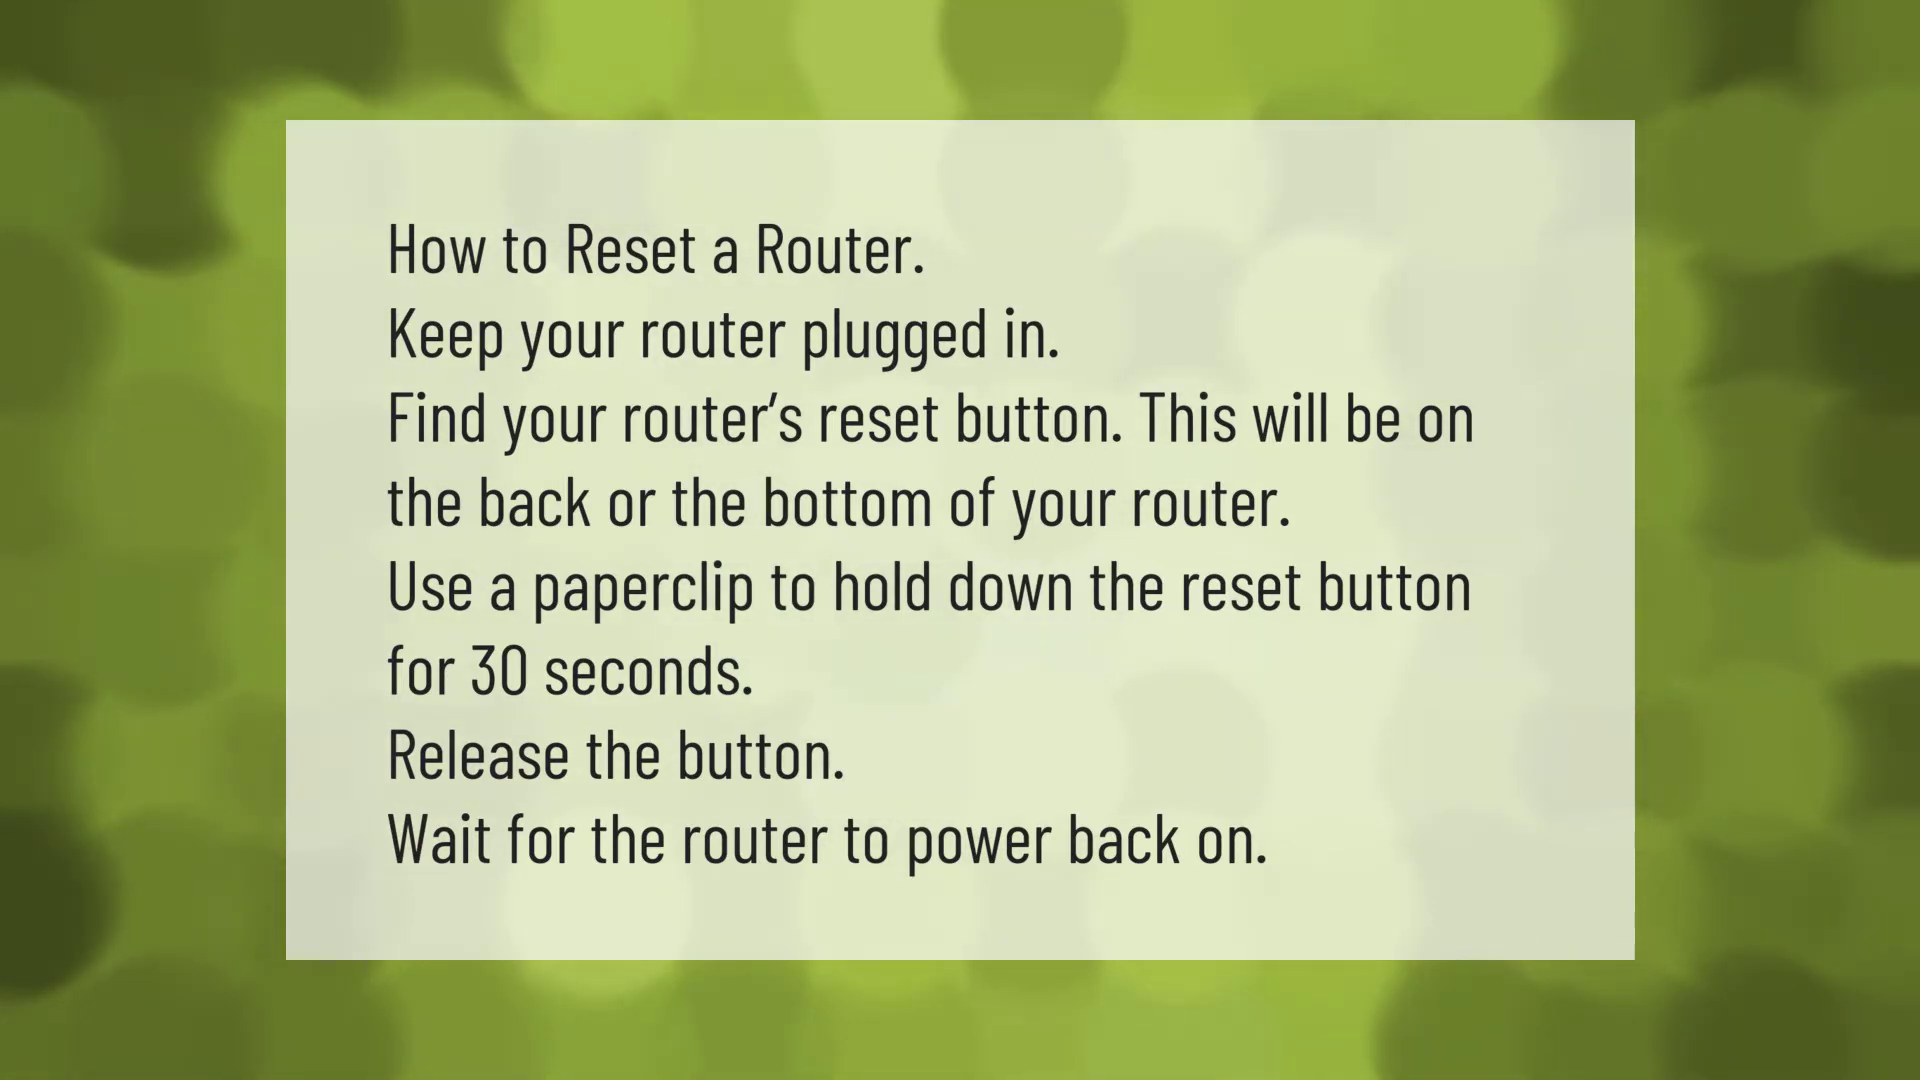 How to Reset a Router.
Keep your router plugged in.
Find your router’s reset button. This will be on
the back or the bottom of your router.
Use a paperclip to hold down the reset button
for 30 seconds.
Release the button.
Wait for the router to power back on.